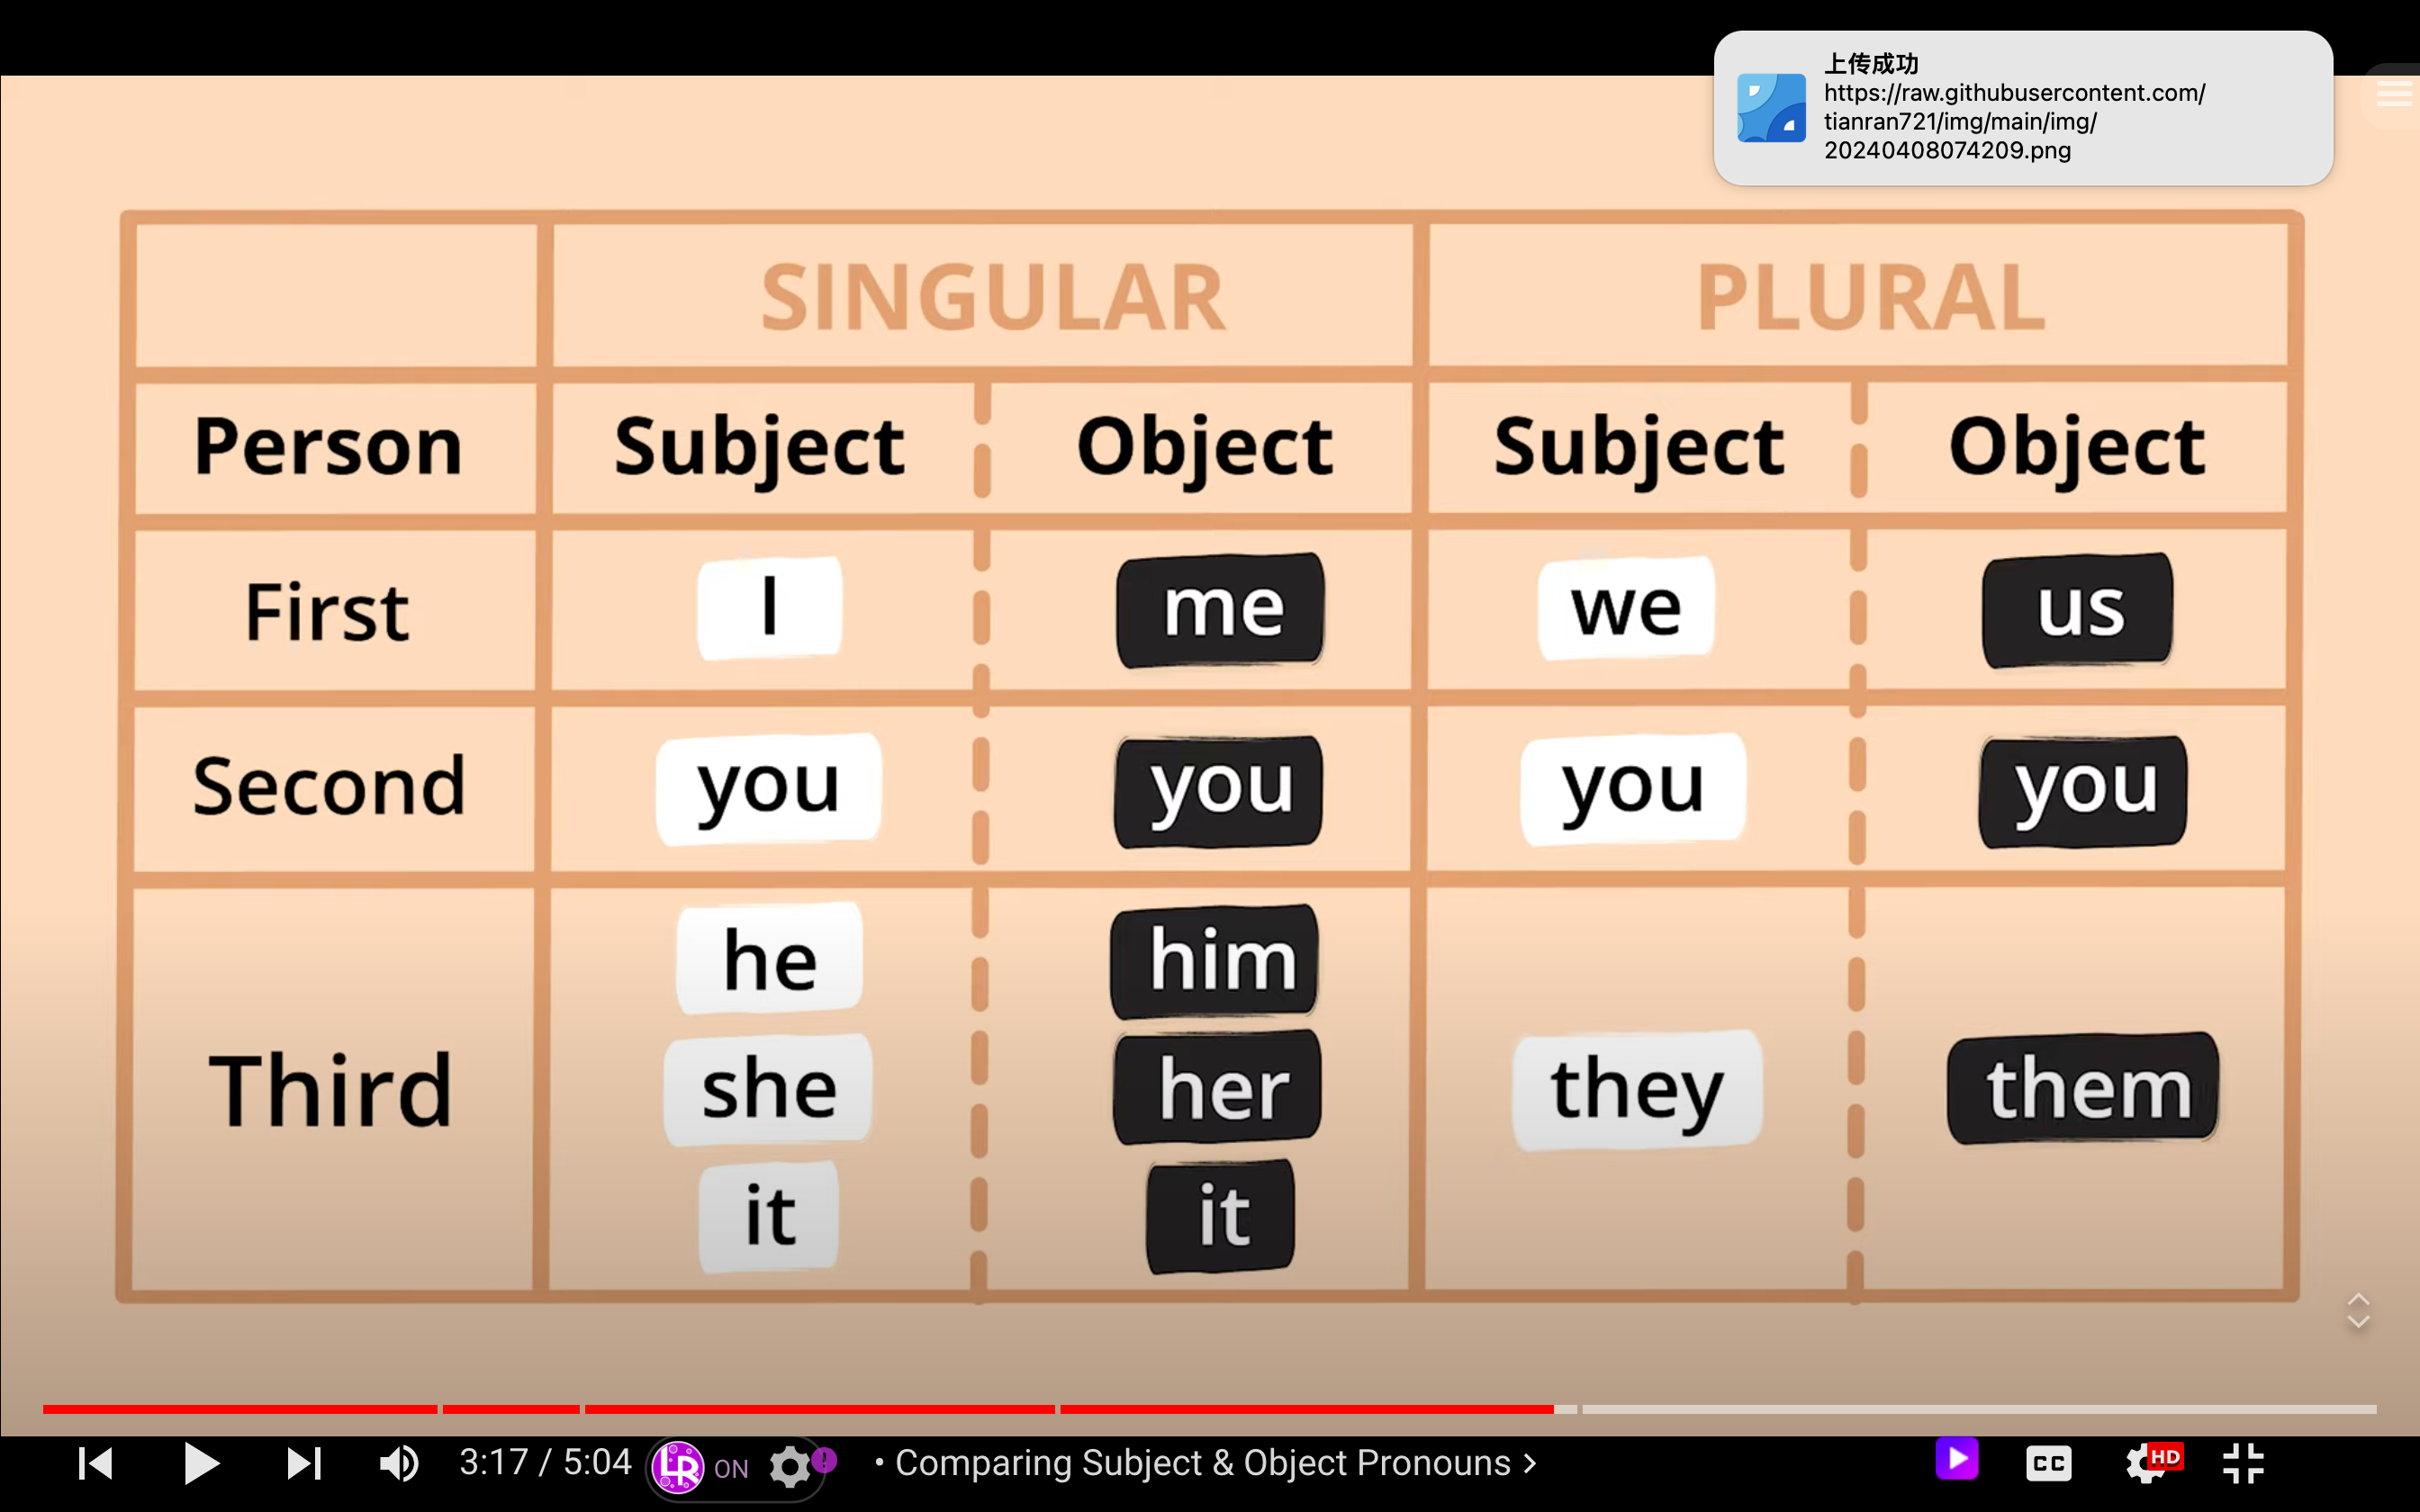 上传成功
https://raw.githubusercontent.com/
tianran721/img/main/img/
20240408074209.png
SINGULAR PLURAL
Person Subject Object Subject Object
First I me we us
Second you you you you
he him
Third she her they them
it it
3:17 / 5:04 LR ON ! • Comparing Subject & Object Pronouns > CC HD